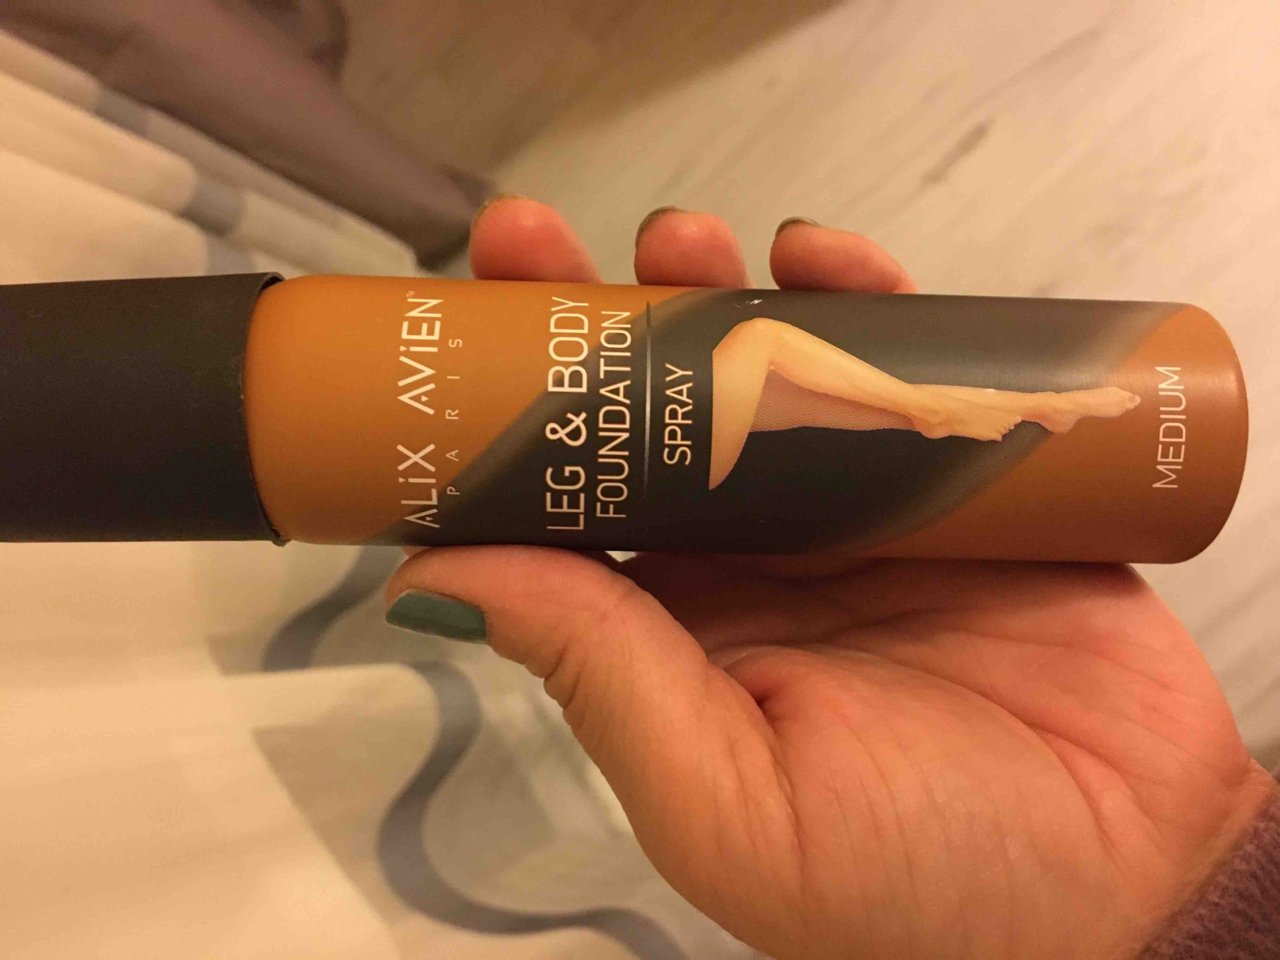 ALiX AViEN™
PARIS
LEG & BODY
FOUNDATION
SPRAY
MEDIUM